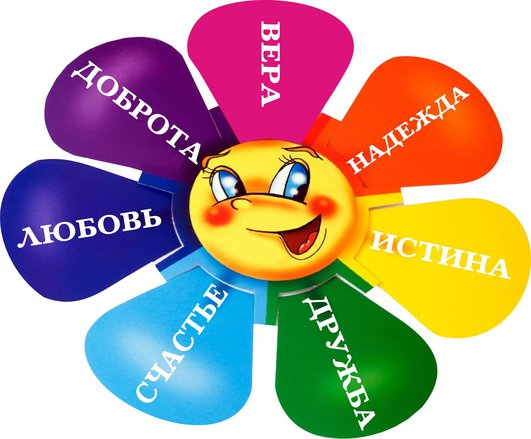 ВЕРА
НАДЕЖДА
ИСТИНА
ДРУЖБА
СЧАСТЬЕ
ЛЮБОВЬ
ДОБРОТА